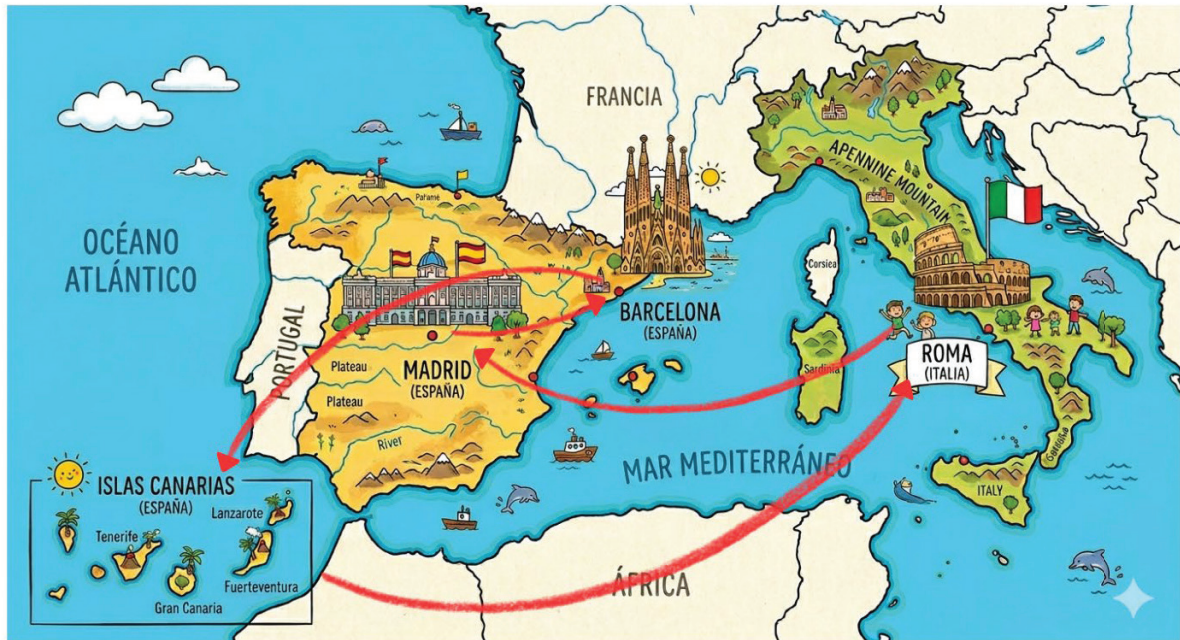 FRANCIA
APENNINE MOUNTAIN
OCÉANO
ATLÁNTICO
PORTUGAL
Corsica
BARCELONA
(ESPAÑA)
MADRID
(ESPAÑA)
Plateau
Plateau
River
Sardinia
ROMA
(ITALIA)
MAR MEDITERRÁNEO
ITALY
ISLAS CANARIAS
(ESPAÑA)
Lanzarote
Tenerife
Fuerteventura
Gran Canaria
ÁFRICA